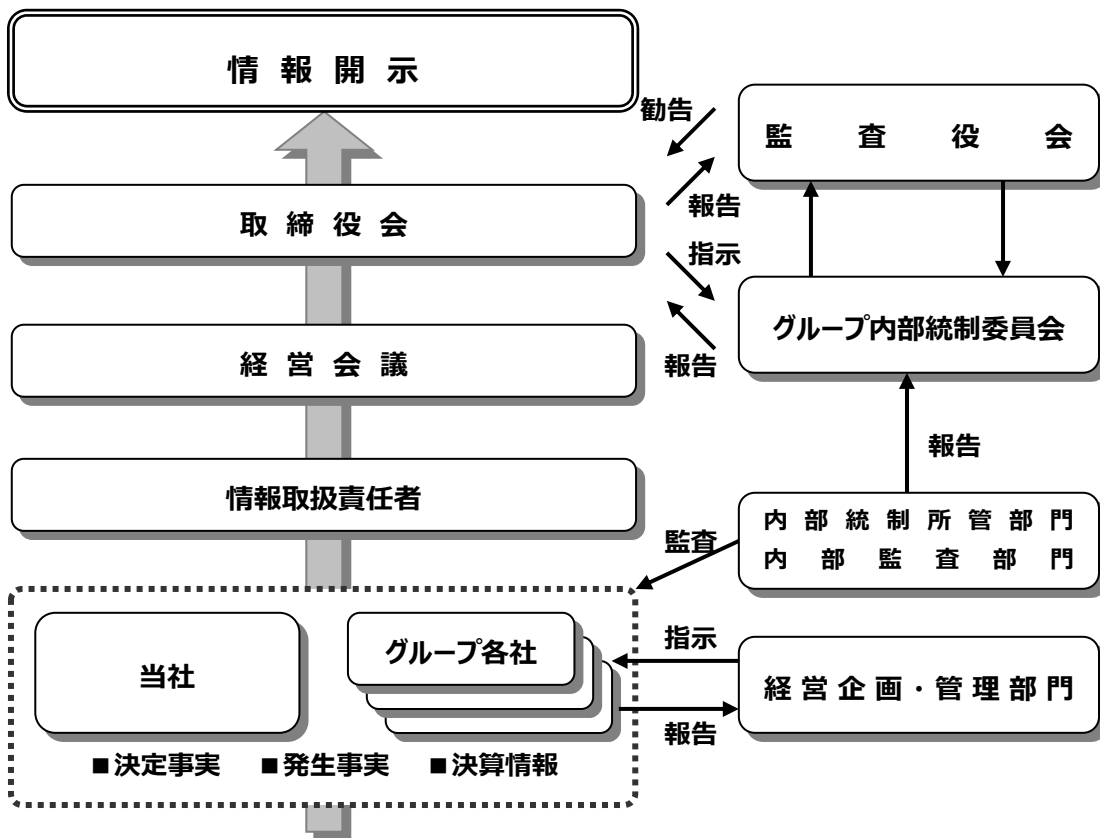 情報開示
勧告
監査役会
取締役会
報告
指示
グループ内部統制委員会
経営会議
報告
報告
情報取扱責任者
内部統制所管部門
内部監査部門
監査
当社
グループ各社
指示
経営企画・管理部門
報告
■決定事実 ■発生事実 ■決算情報